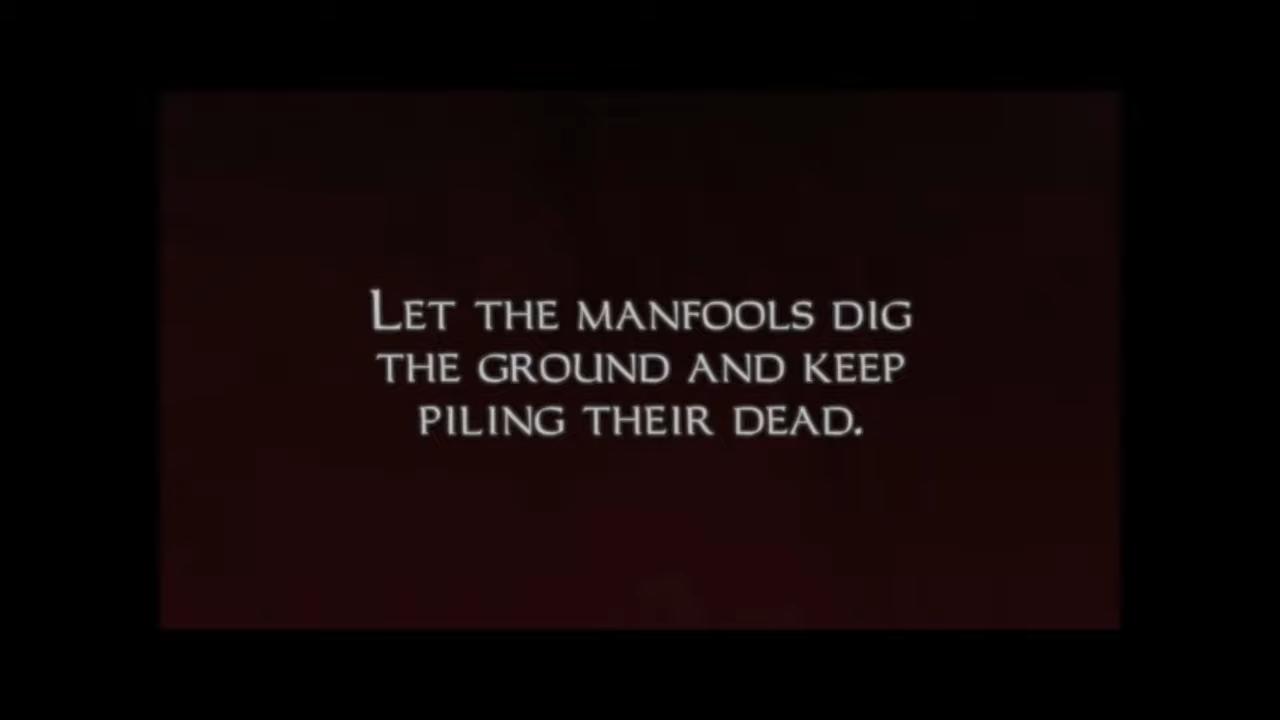 Let the manfools dig
the ground and keep
piling their dead.